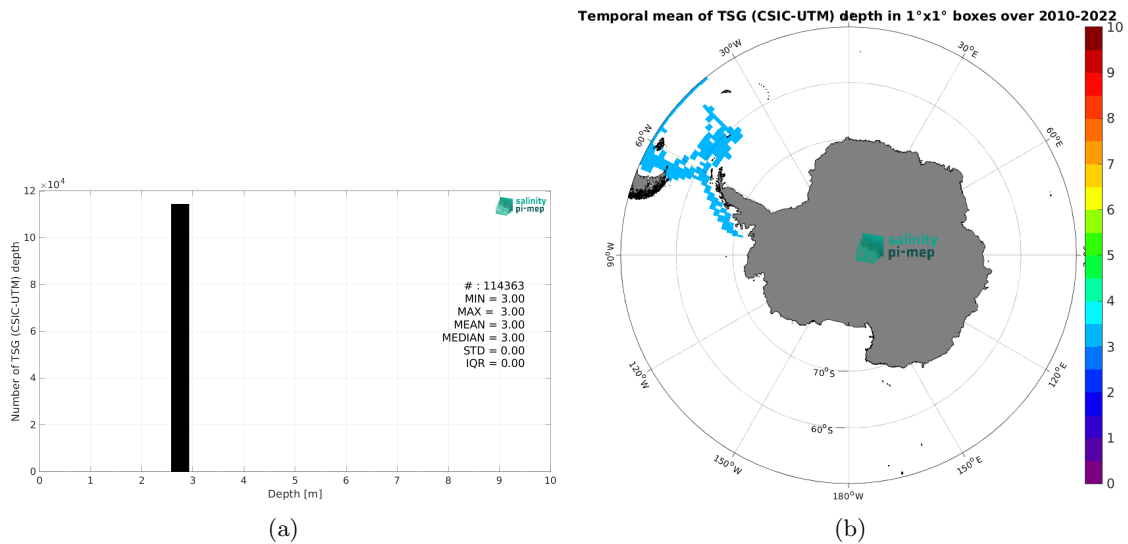 Temporal mean of TSG (CSIC-UTM) depth in 1°x1° boxes over 2010-2022
×10⁴
12
10
8
6
4
2
0
Number of TSG (CSIC-UTM) depth
0 1 2 3 4 5 6 7 8 9 10
Depth [m]
salinity
pi-mep
# : 114363
MIN = 3.00
MAX = 3.00
MEAN = 3.00
MEDIAN = 3.00
STD = 0.00
IQR = 0.00
(a)
30°W
30°E
60°W
60°E
90°W
120°W
120°E
150°W
150°E
180°W
70°S
60°S
salinity
pi-mep
10
9
8
7
6
5
4
3
2
1
0
(b)